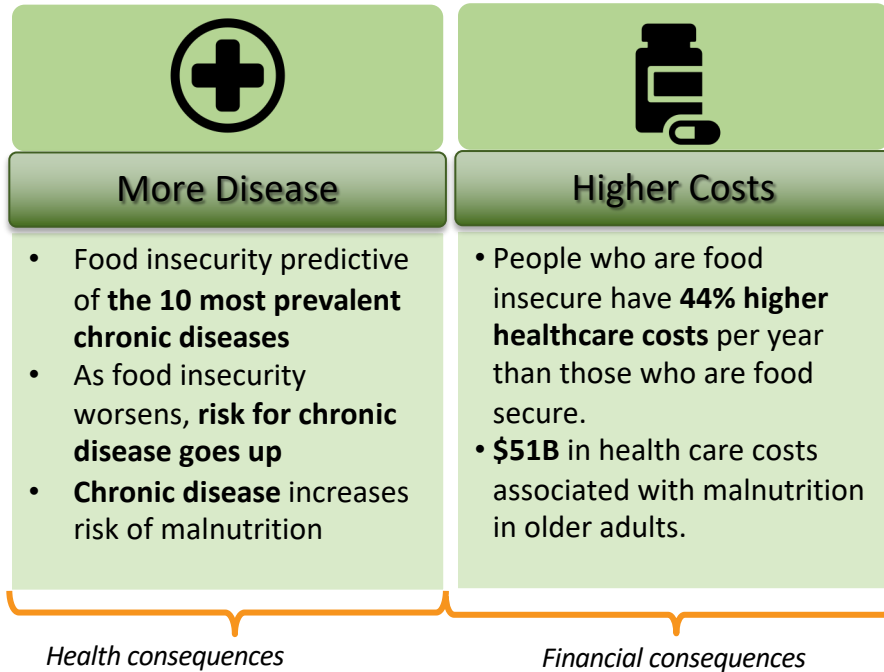 More Disease
• Food insecurity predictive
of the 10 most prevalent
chronic diseases
• As food insecurity
worsens, risk for chronic
disease goes up
• Chronic disease increases
risk of malnutrition
Health consequences
Higher Costs
• People who are food
insecure have 44% higher
healthcare costs per year
than those who are food
secure.
• $51B in health care costs
associated with malnutrition
in older adults.
Financial consequences